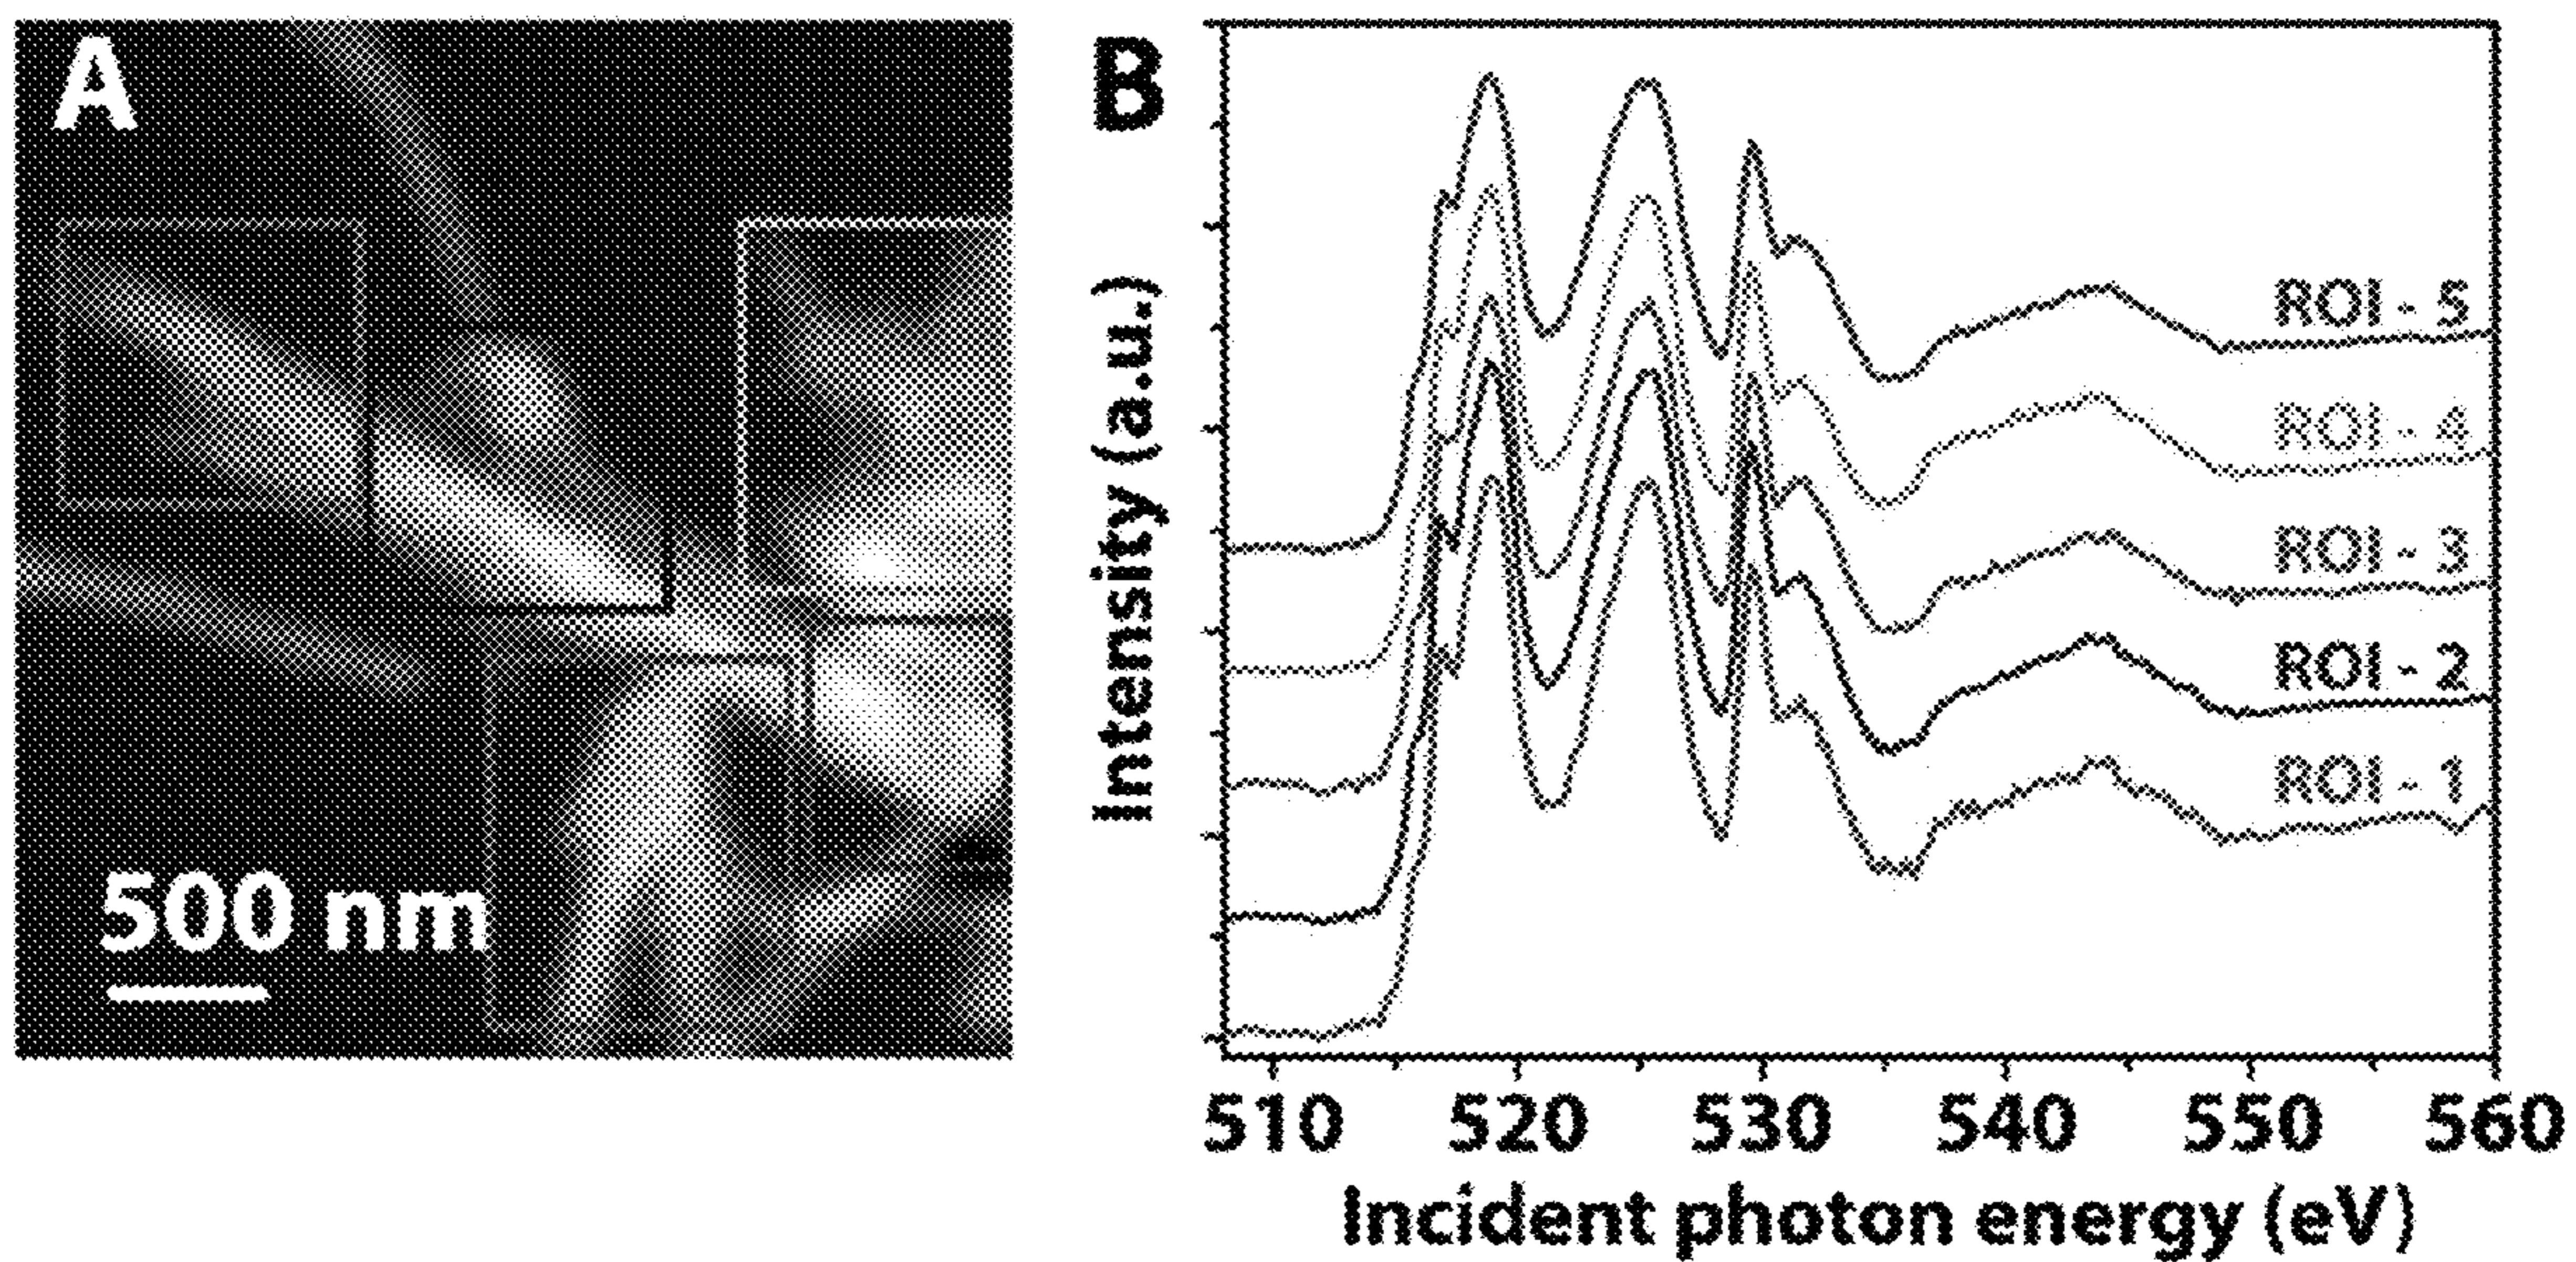 A
500 nm
B
Intensity (a.u.)
ROI - 5
ROI - 4
ROI - 3
ROI - 2
ROI - 1
510 520 530 540 550 560
Incident photon energy (eV)